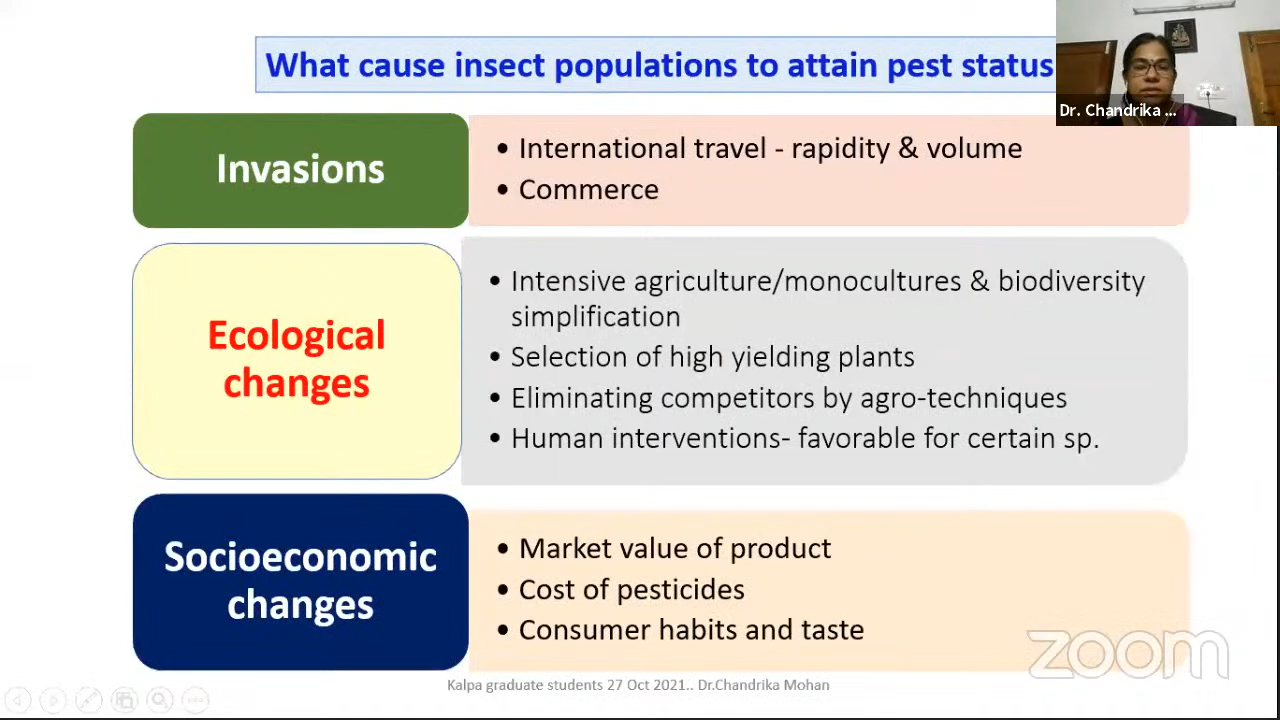 What cause insect populations to attain pest status
Dr. Chandrika ...
Invasions
• International travel - rapidity & volume
• Commerce
Ecological
changes
• Intensive agriculture/monocultures & biodiversity
simplification
• Selection of high yielding plants
• Eliminating competitors by agro-techniques
• Human interventions- favorable for certain sp.
Socioeconomic
changes
• Market value of product
• Cost of pesticides
• Consumer habits and taste
zoom
Kalpa graduate students 27 Oct 2021.. Dr.Chandrika Mohan